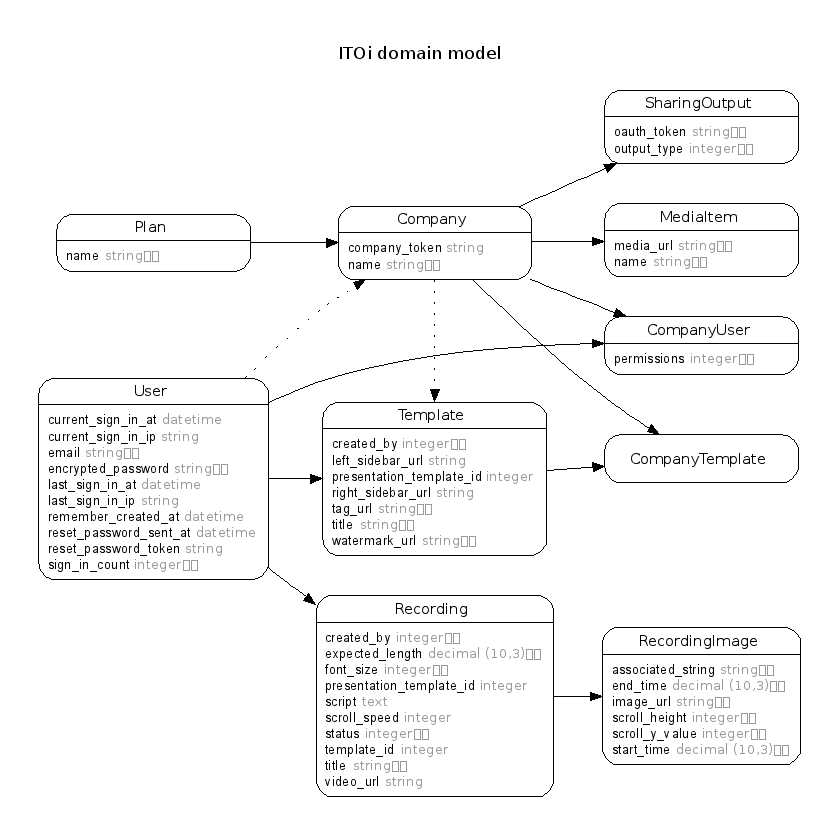 ITOi domain model
SharingOutput
oauth_token string
output_type integer
Plan
name string
Company
company_token string
name string
MediaItem
media_url string
name string
CompanyUser
permissions integer
User
current_sign_in_at datetime
current_sign_in_ip string
email string
encrypted_password string
last_sign_in_at datetime
last_sign_in_ip string
remember_created_at datetime
reset_password_sent_at datetime
reset_password_token string
sign_in_count integer
Template
created_by integer
left_sidebar_url string
presentation_template_id integer
right_sidebar_url string
tag_url string
title string
watermark_url string
CompanyTemplate
Recording
created_by integer
expected_length decimal (10,3)
font_size integer
presentation_template_id integer
script text
scroll_speed integer
status integer
template_id integer
title string
video_url string
RecordingImage
associated_string string
end_time decimal (10,3)
image_url string
scroll_height integer
scroll_y_value integer
start_time decimal (10,3)